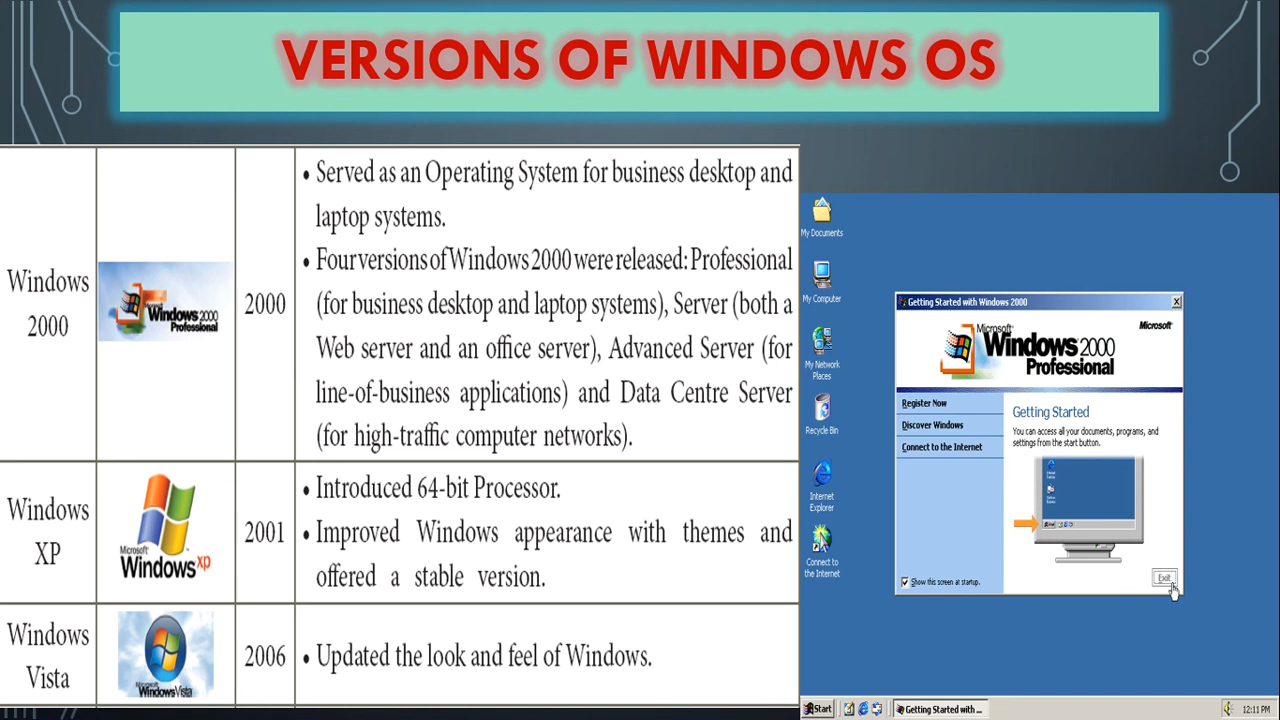 VERSIONS OF WINDOWS OS
Windows
2000
Microsoft
Windows 2000
Professional
2000
• Served as an Operating System for business desktop and
laptop systems.
• Four versions of Windows 2000 were released: Professional
(for business desktop and laptop systems), Server (both a
Web server and an office server), Advanced Server (for
line-of-business applications) and Data Centre Server
(for high-traffic computer networks).
Windows
XP
Microsoft
Windows xp
2001
• Introduced 64-bit Processor.
• Improved Windows appearance with themes and
offered a stable version.
Windows
Vista
Microsoft
Windows Vista
2006
• Updated the look and feel of Windows.
My Documents
My Computer
My Network
Places
Recycle Bin
Internet
Explorer
Connect to
the Internet
Getting Started with Windows 2000
Microsoft
Microsoft
Windows 2000
Professional
Register Now
Discover Windows
Connect to the Internet
Getting Started
You can access all your documents, programs, and
settings from the start button.
Show this screen at startup.
Exit
Start
Getting Started with ...
12:11 PM